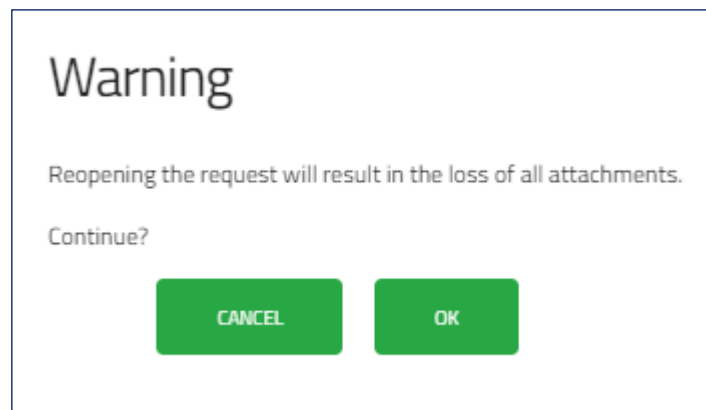 Warning
Reopening the request will result in the loss of all attachments.
Continue?
CANCEL OK